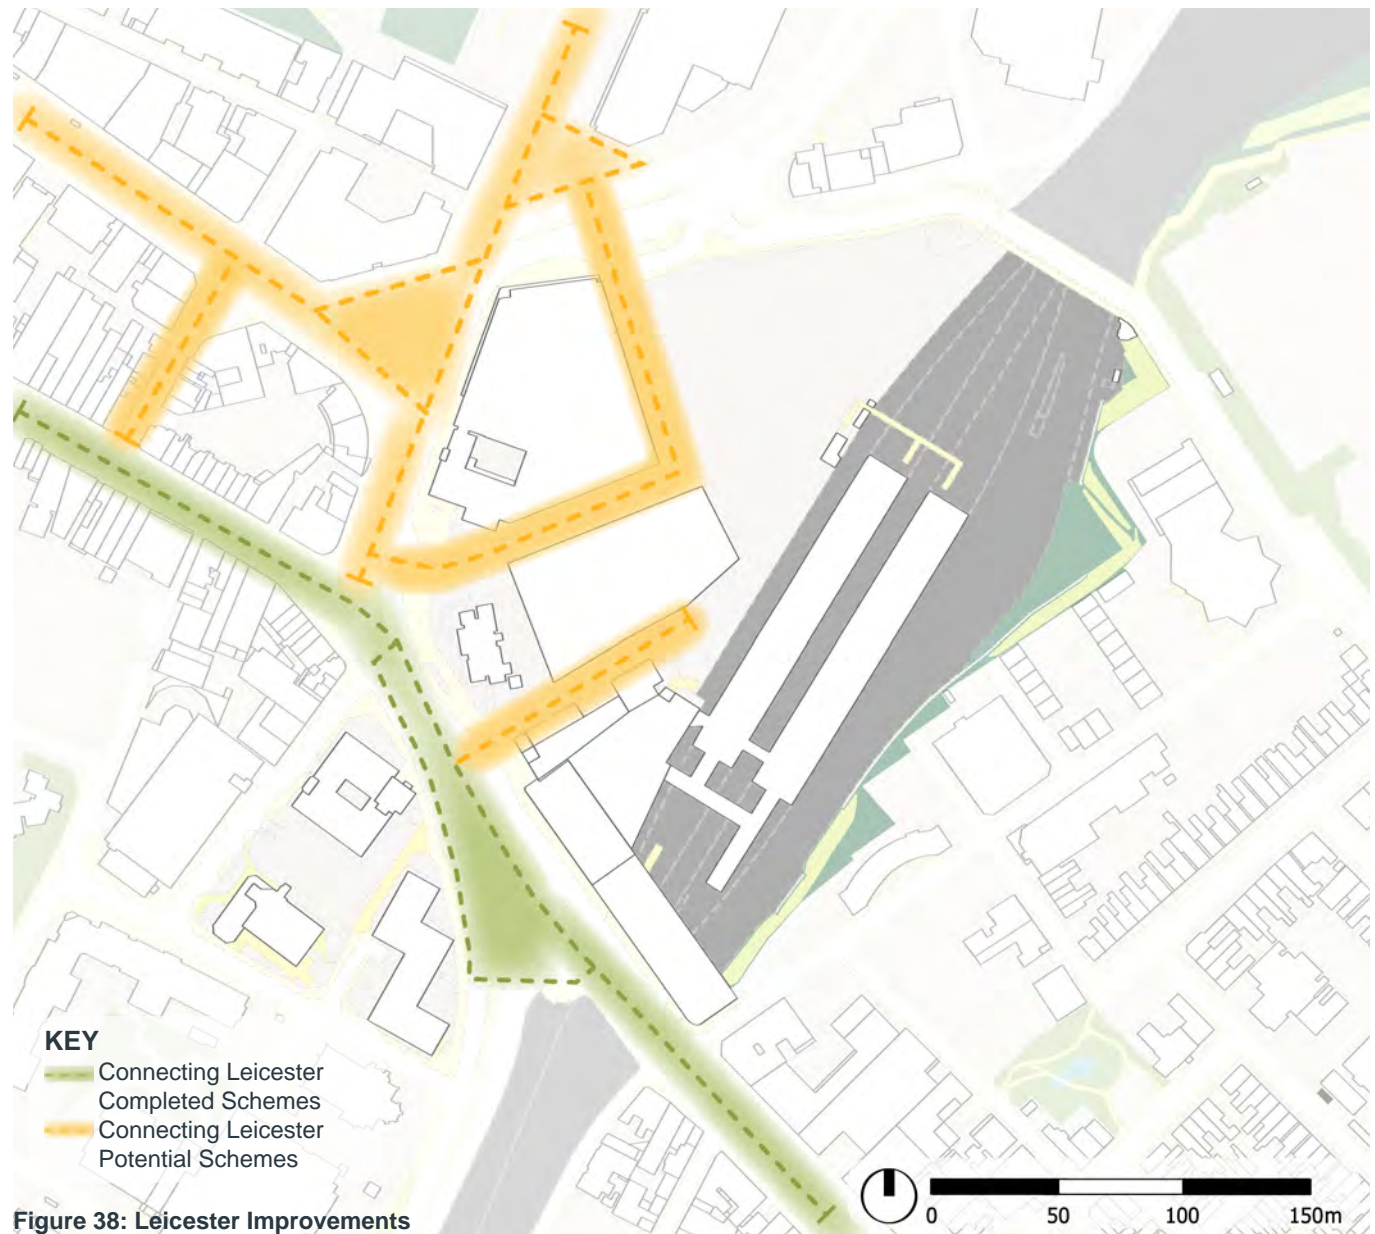 KEY
Connecting Leicester
Completed Schemes
Connecting Leicester
Potential Schemes
Figure 38: Leicester Improvements
0 50 100 150m